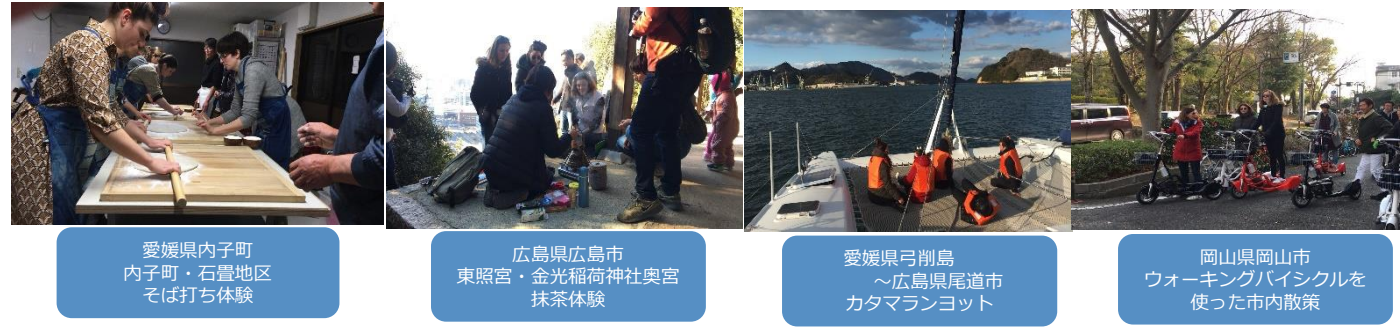 愛媛県内子町
内子町・石畳地区
そば打ち体験
広島県広島市
東照宮・金光稲荷神社奥宮
抹茶体験
愛媛県弓削島
～広島県尾道市
カタマランヨット
岡山県岡山市
ウォーキングバイシクルを
使った市内散策